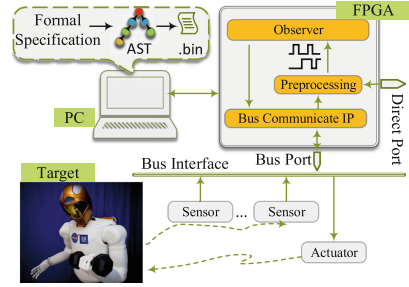 Formal
Specification
AST
.bin
FPGA
Observer
Preprocessing
Bus Communicate IP
Direct Port
PC
Bus Port
Bus Interface
Target
Sensor
...
Sensor
Actuator